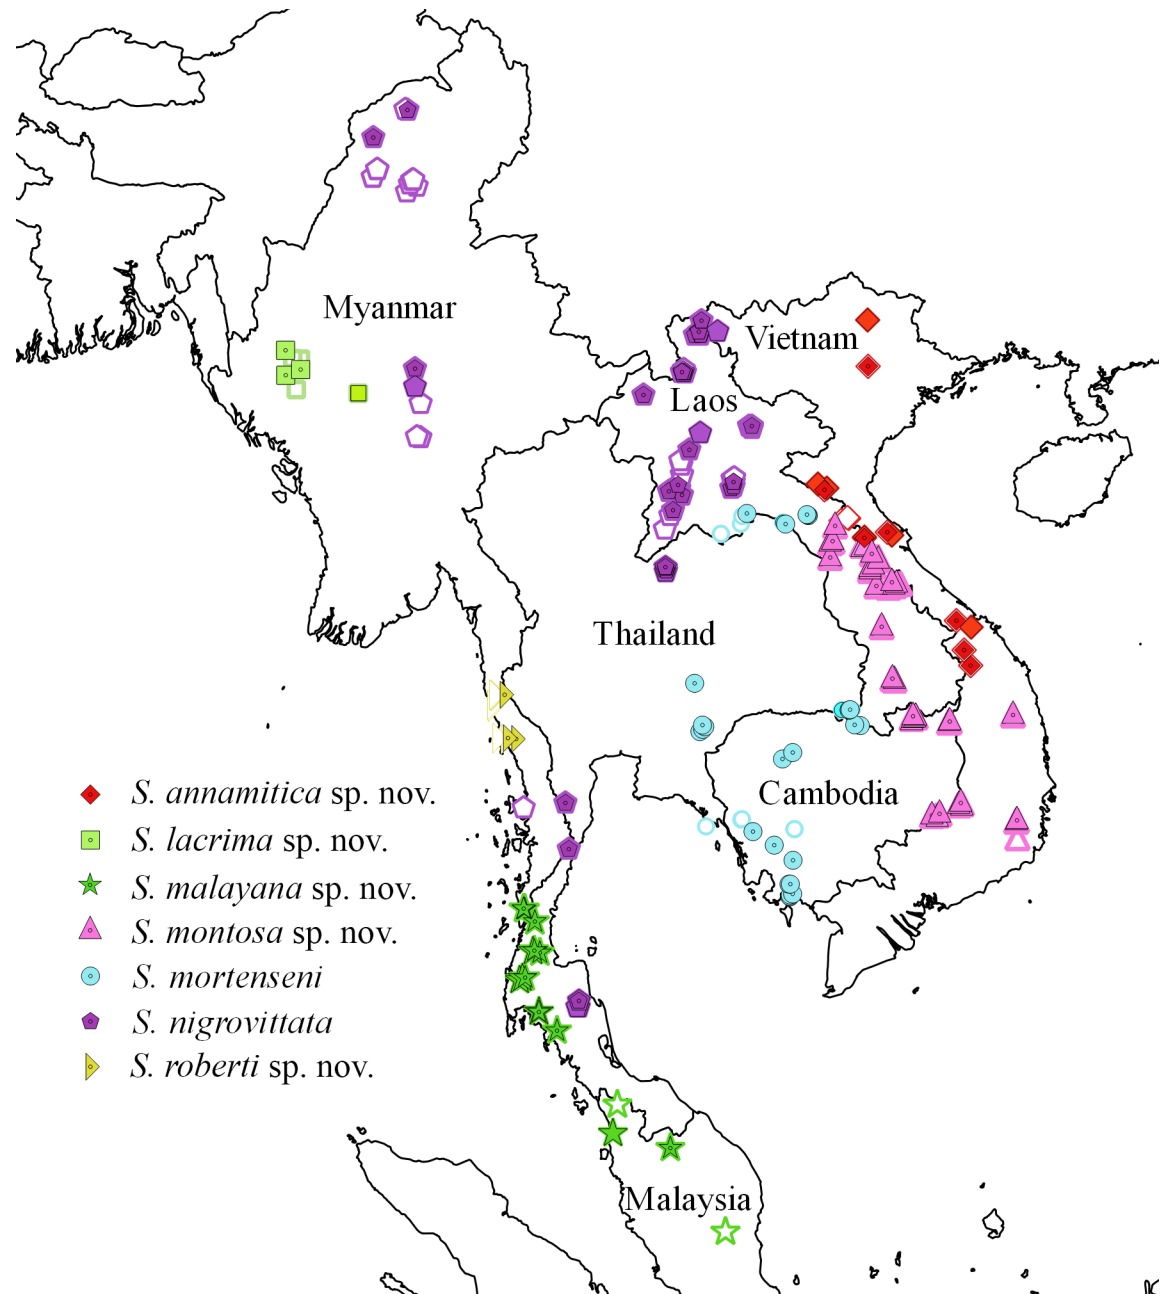 Myanmar
Vietnam
Laos
Thailand
Cambodia
S. annamitica sp. nov.
S. lacrima sp. nov.
S. malayana sp. nov.
S. montosa sp. nov.
S. mortenseni
S. nigrovittata
S. roberti sp. nov.
Malaysia